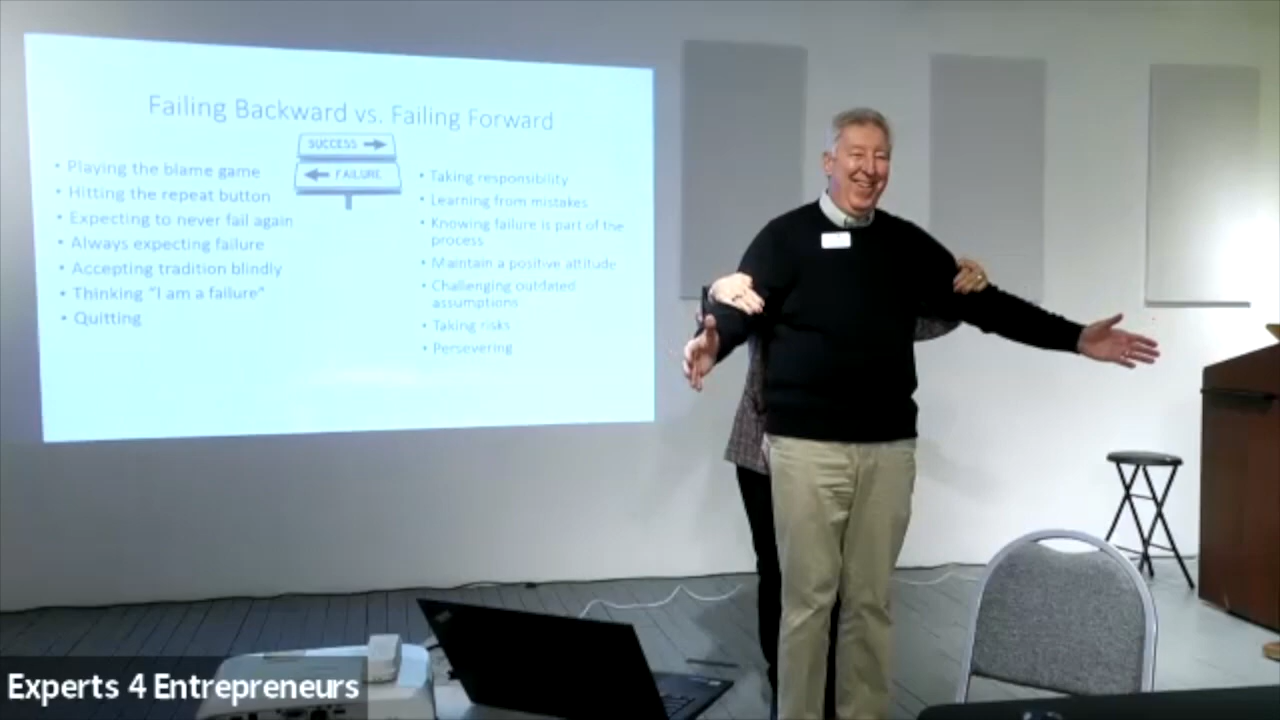 Failing Backward vs. Failing Forward
SUCCESS
FAILURE
• Playing the blame game
• Hitting the repeat button
• Expecting to never fail again
• Always expecting failure
• Accepting tradition blindly
• Thinking "I am a failure"
• Quitting
• Taking responsibility
• Learning from mistakes
• Knowing failure is part of the
process
• Maintain a positive attitude
• Challenging outdated
assumptions
• Taking risks
• Persevering
Experts 4 Entrepreneurs